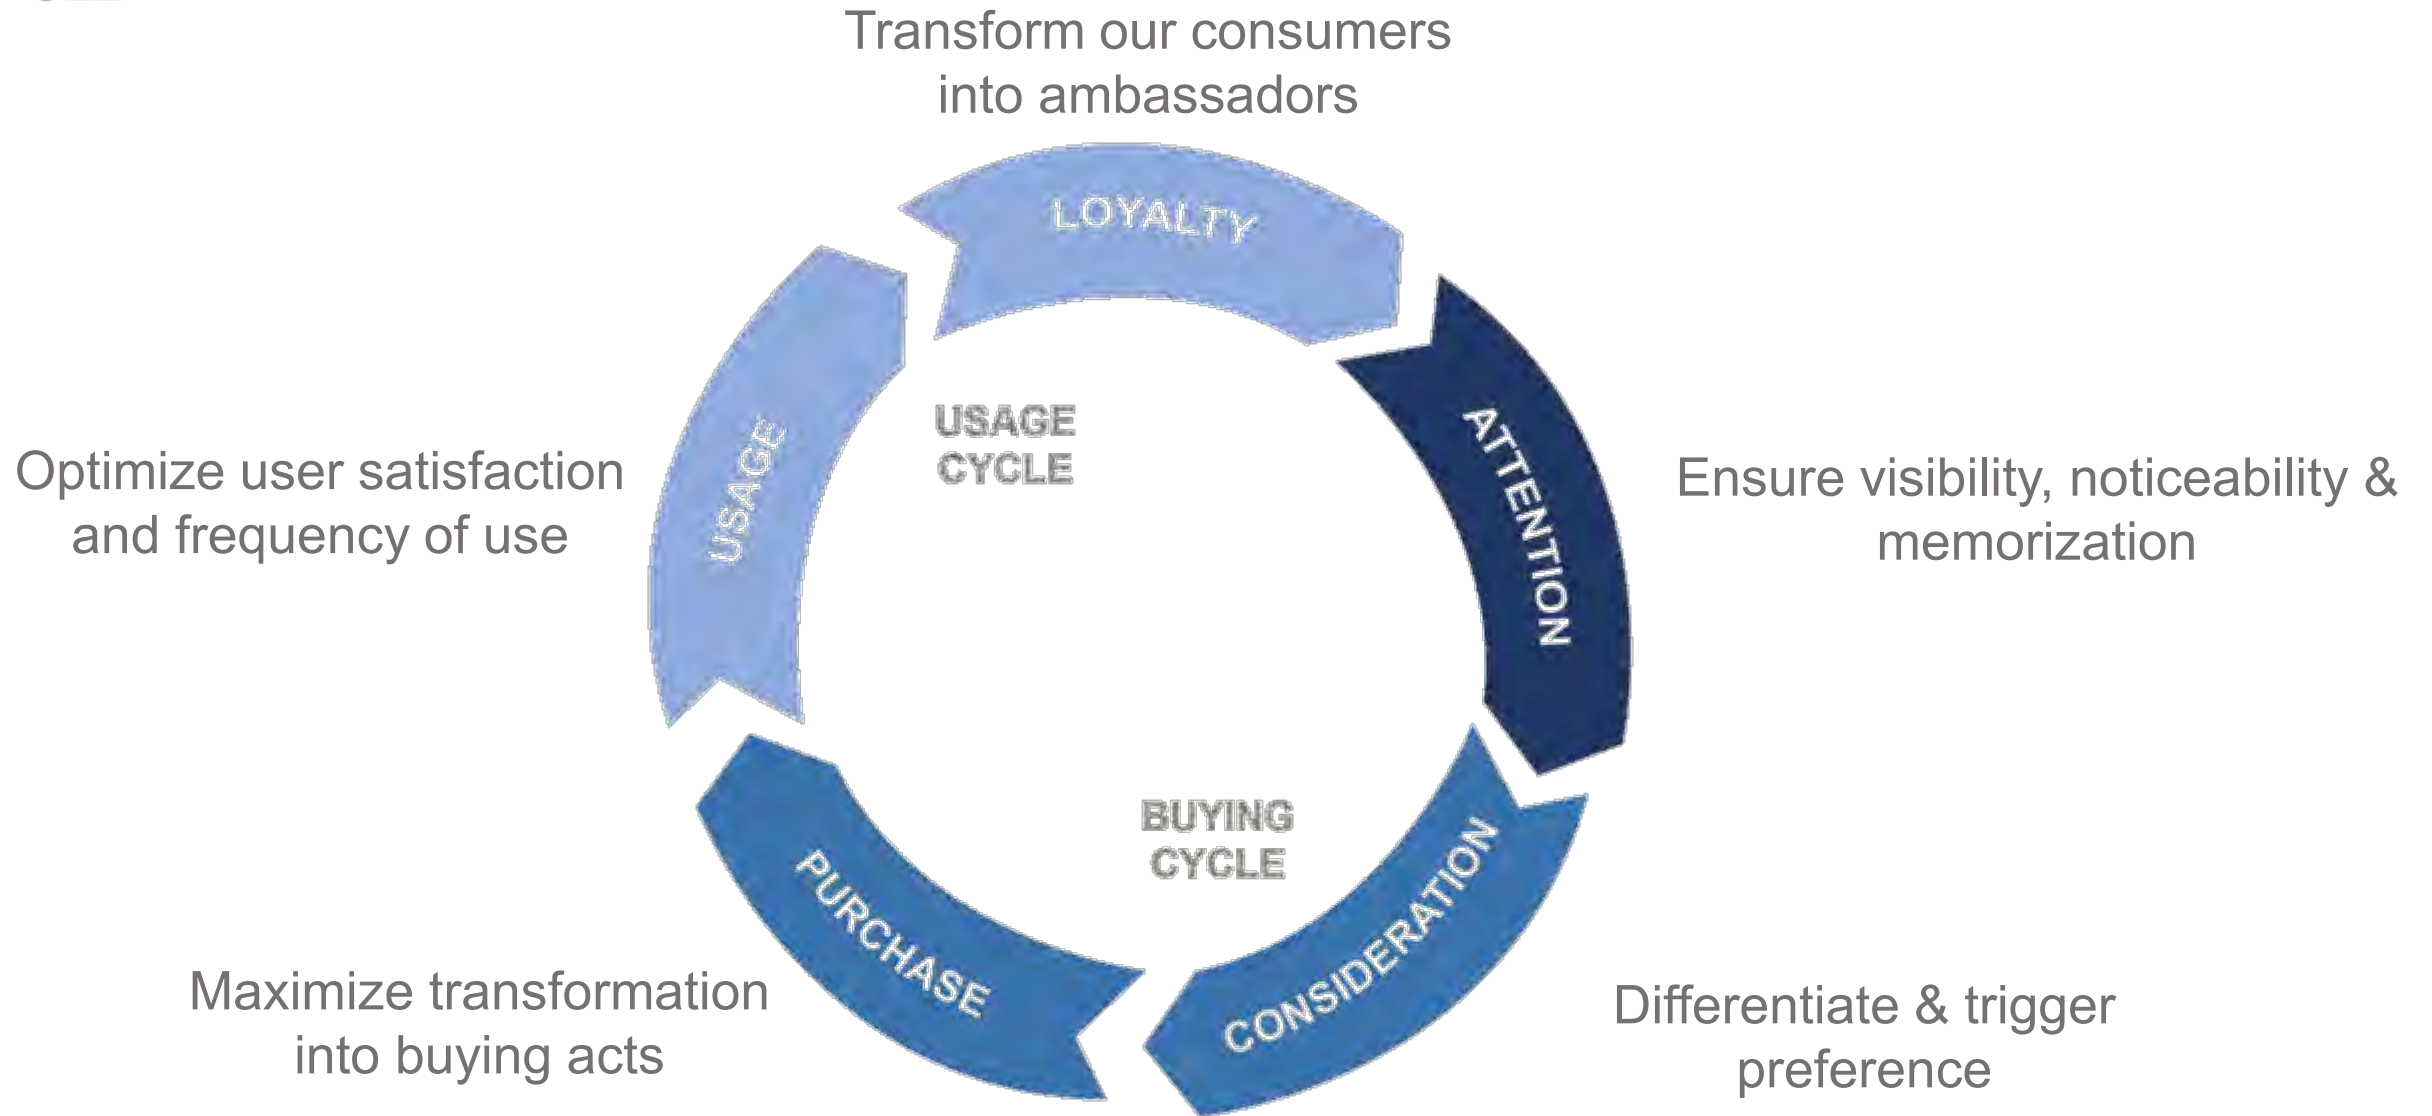 Transform our consumers
into ambassadors
LOYALTY
ATTENTION
USAGE
CYCLE
USAGE
Optimize user satisfaction
and frequency of use
Ensure visibility, noticeability &
memorization
BUYING
CYCLE
PURCHASE
CONSIDERATION
Maximize transformation
into buying acts
Differentiate & trigger
preference